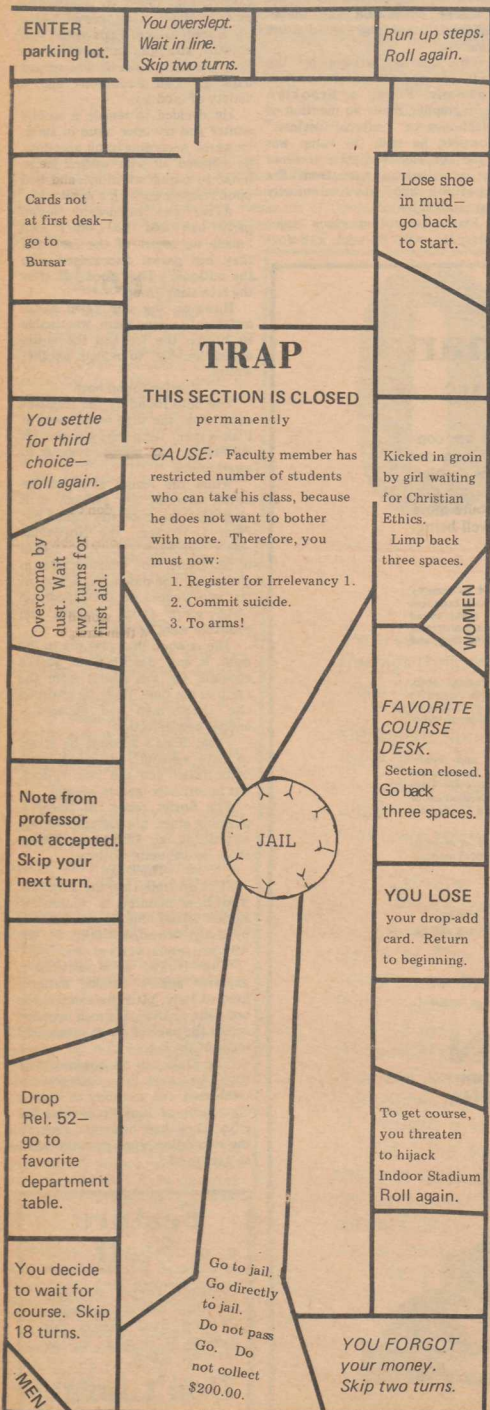 ENTER
parking lot.
You overslept.
Wait in line.
Skip two turns.
Run up steps.
Roll again.
Cards not
at first desk—
go to
Bursar
Lose shoe
in mud—
go back
to start.
TRAP
THIS SECTION IS CLOSED
permanently
CAUSE: Faculty member has
restricted number of students
who can take his class, because
he does not want to bother
with more. Therefore, you
must now:
1. Register for Irrelevancy 1.
2. Commit suicide.
3. To arms!
You settle
for third
choice—
roll again.
Kicked in groin
by girl waiting
for Christian
Ethics.
Limp back
three spaces.
Overcome by
dust. Wait
two turns for
first aid.
WOMEN
FAVORITE
COURSE
DESK.
Section closed.
Go back
three spaces.
Note from
professor
not accepted.
Skip your
next turn.
JAIL
YOU LOSE
your drop-add
card. Return
to beginning.
Drop
Rel. 52—
go to
favorite
department
table.
To get course,
you threaten
to hijack
Indoor Stadium
Roll again.
You decide
to wait for
course. Skip
18 turns.
MEN
Go to jail.
Go directly
to jail.
Do not pass
Go. Do
not collect
$200.00.
YOU FORGOT
your money.
Skip two turns.